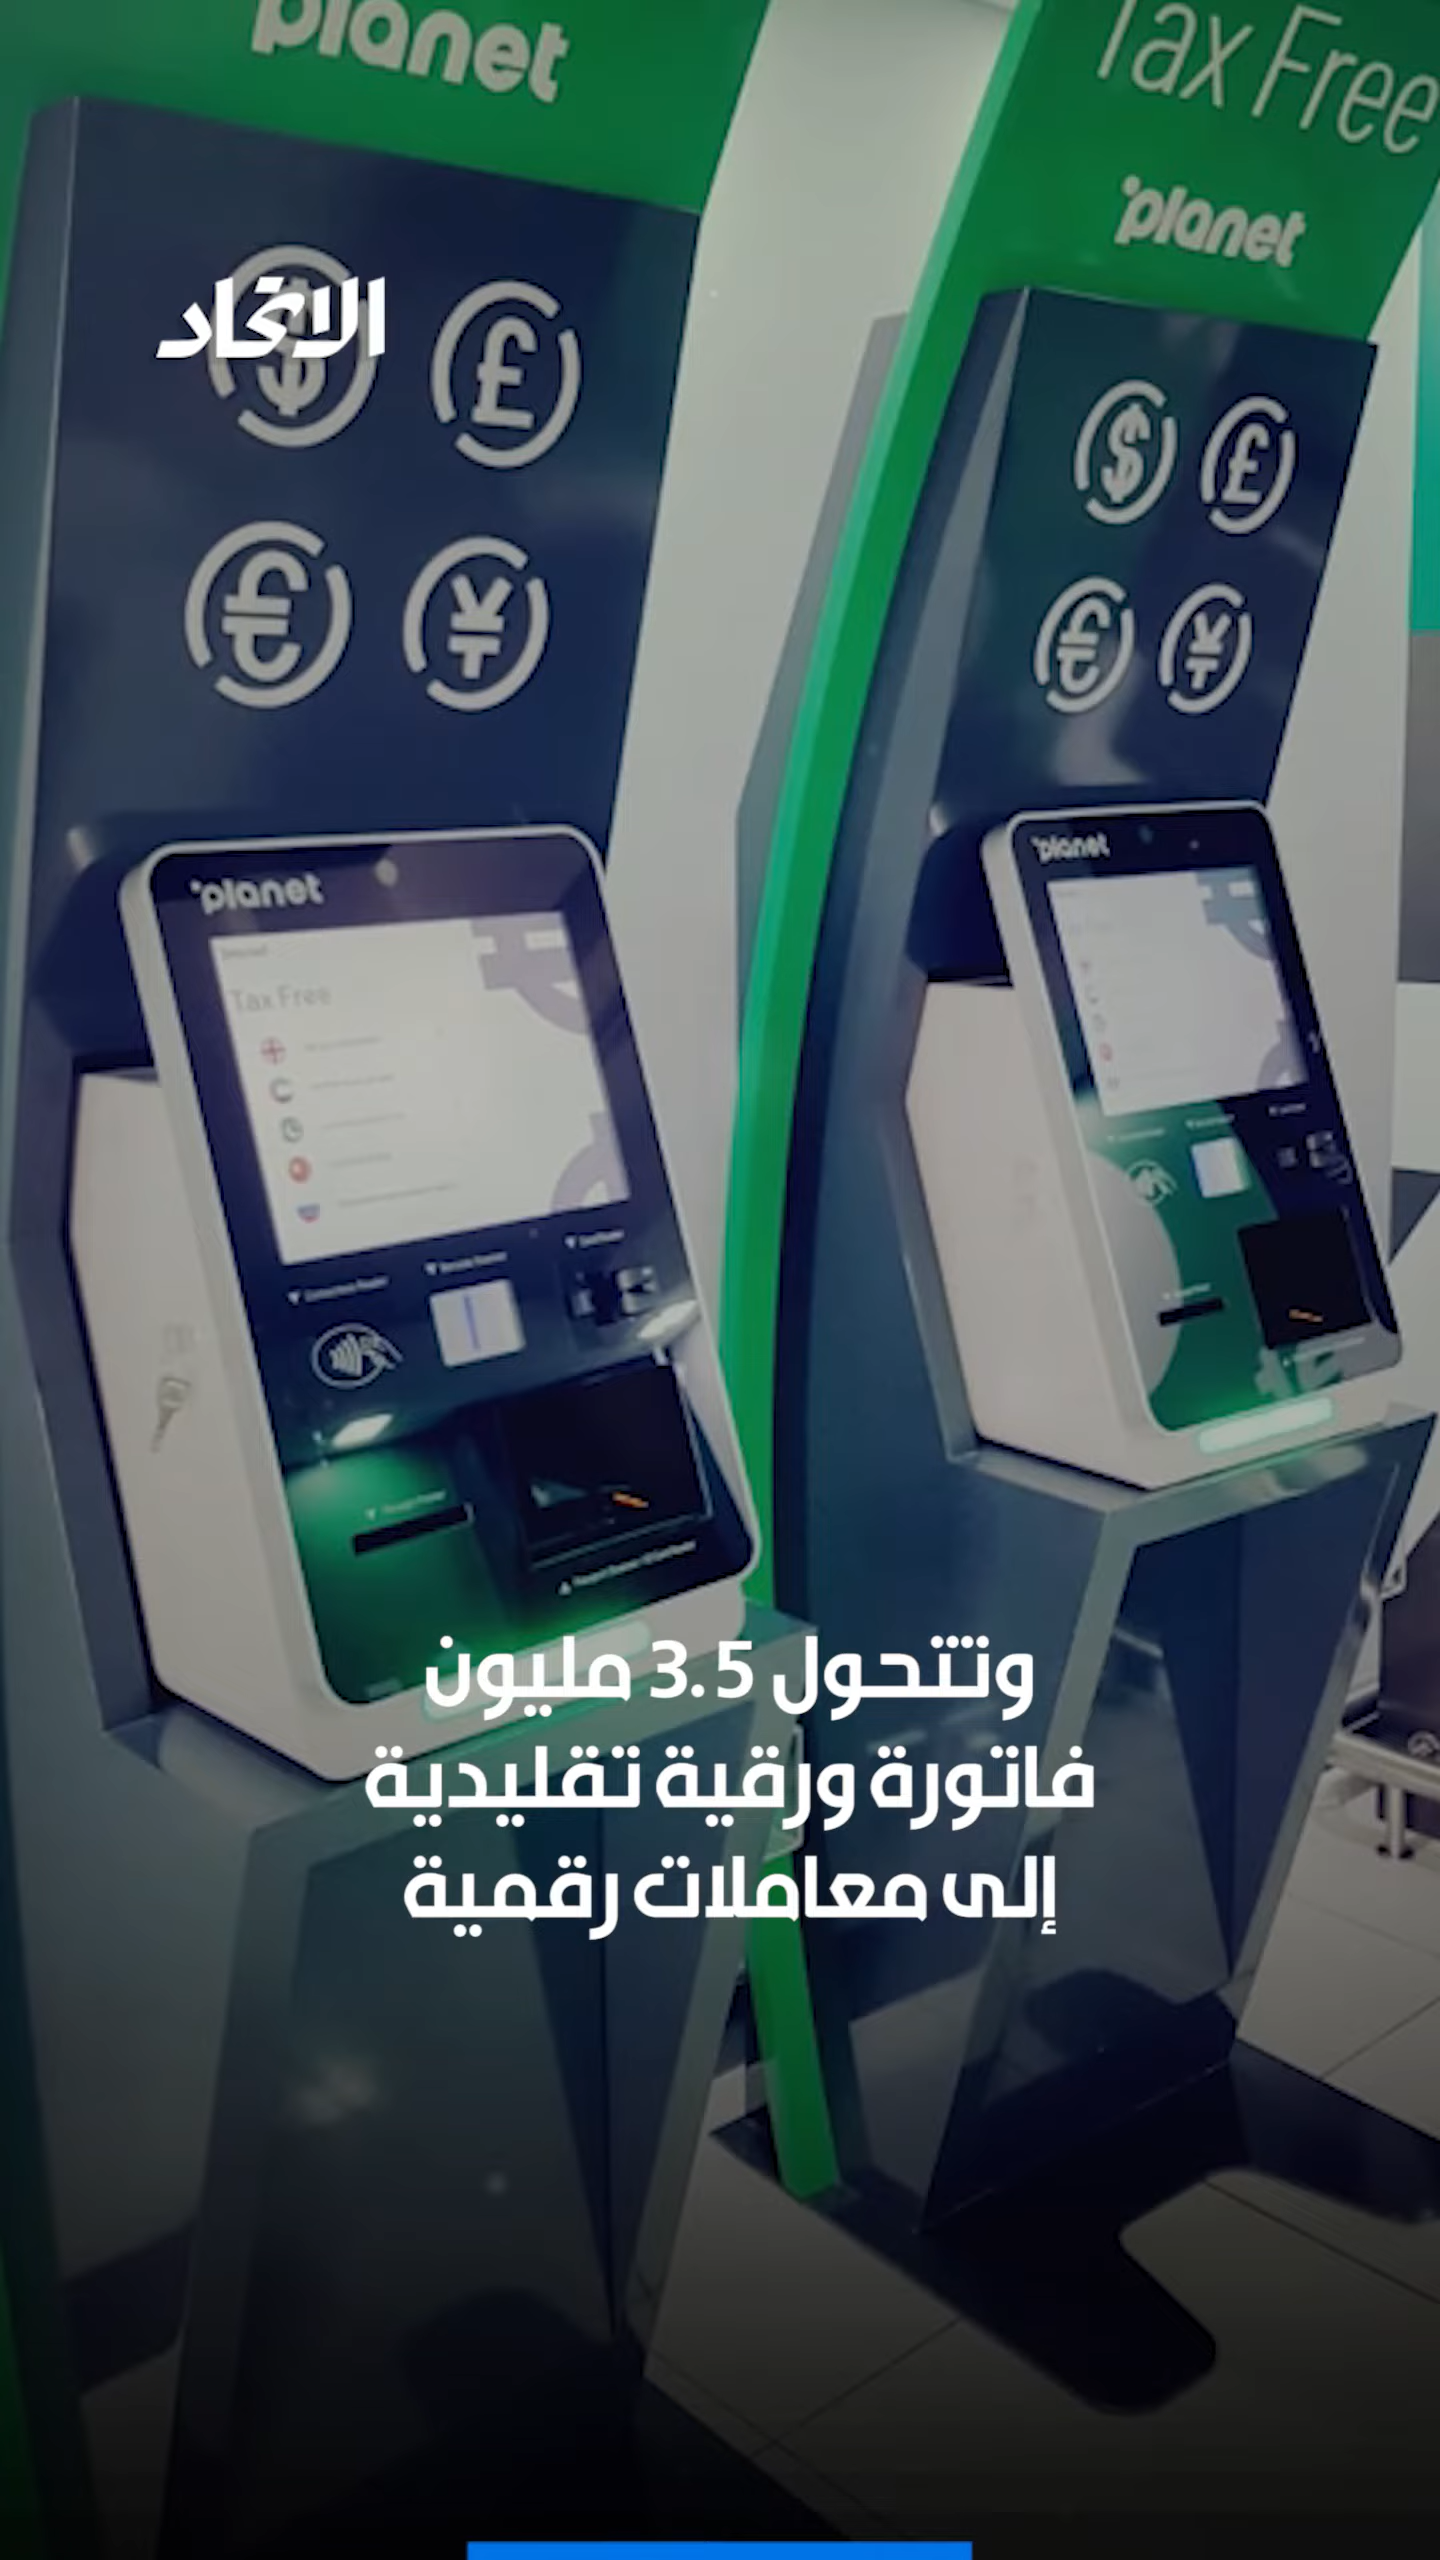 planet
Tax Free
planet
الاتحاد
$ £
€ ¥
$ £
€ ¥
planet
Tax Free
planet
وتتحول 3.5 مليون
فاتورة ورقية تقليدية
إلى معاملات رقمية